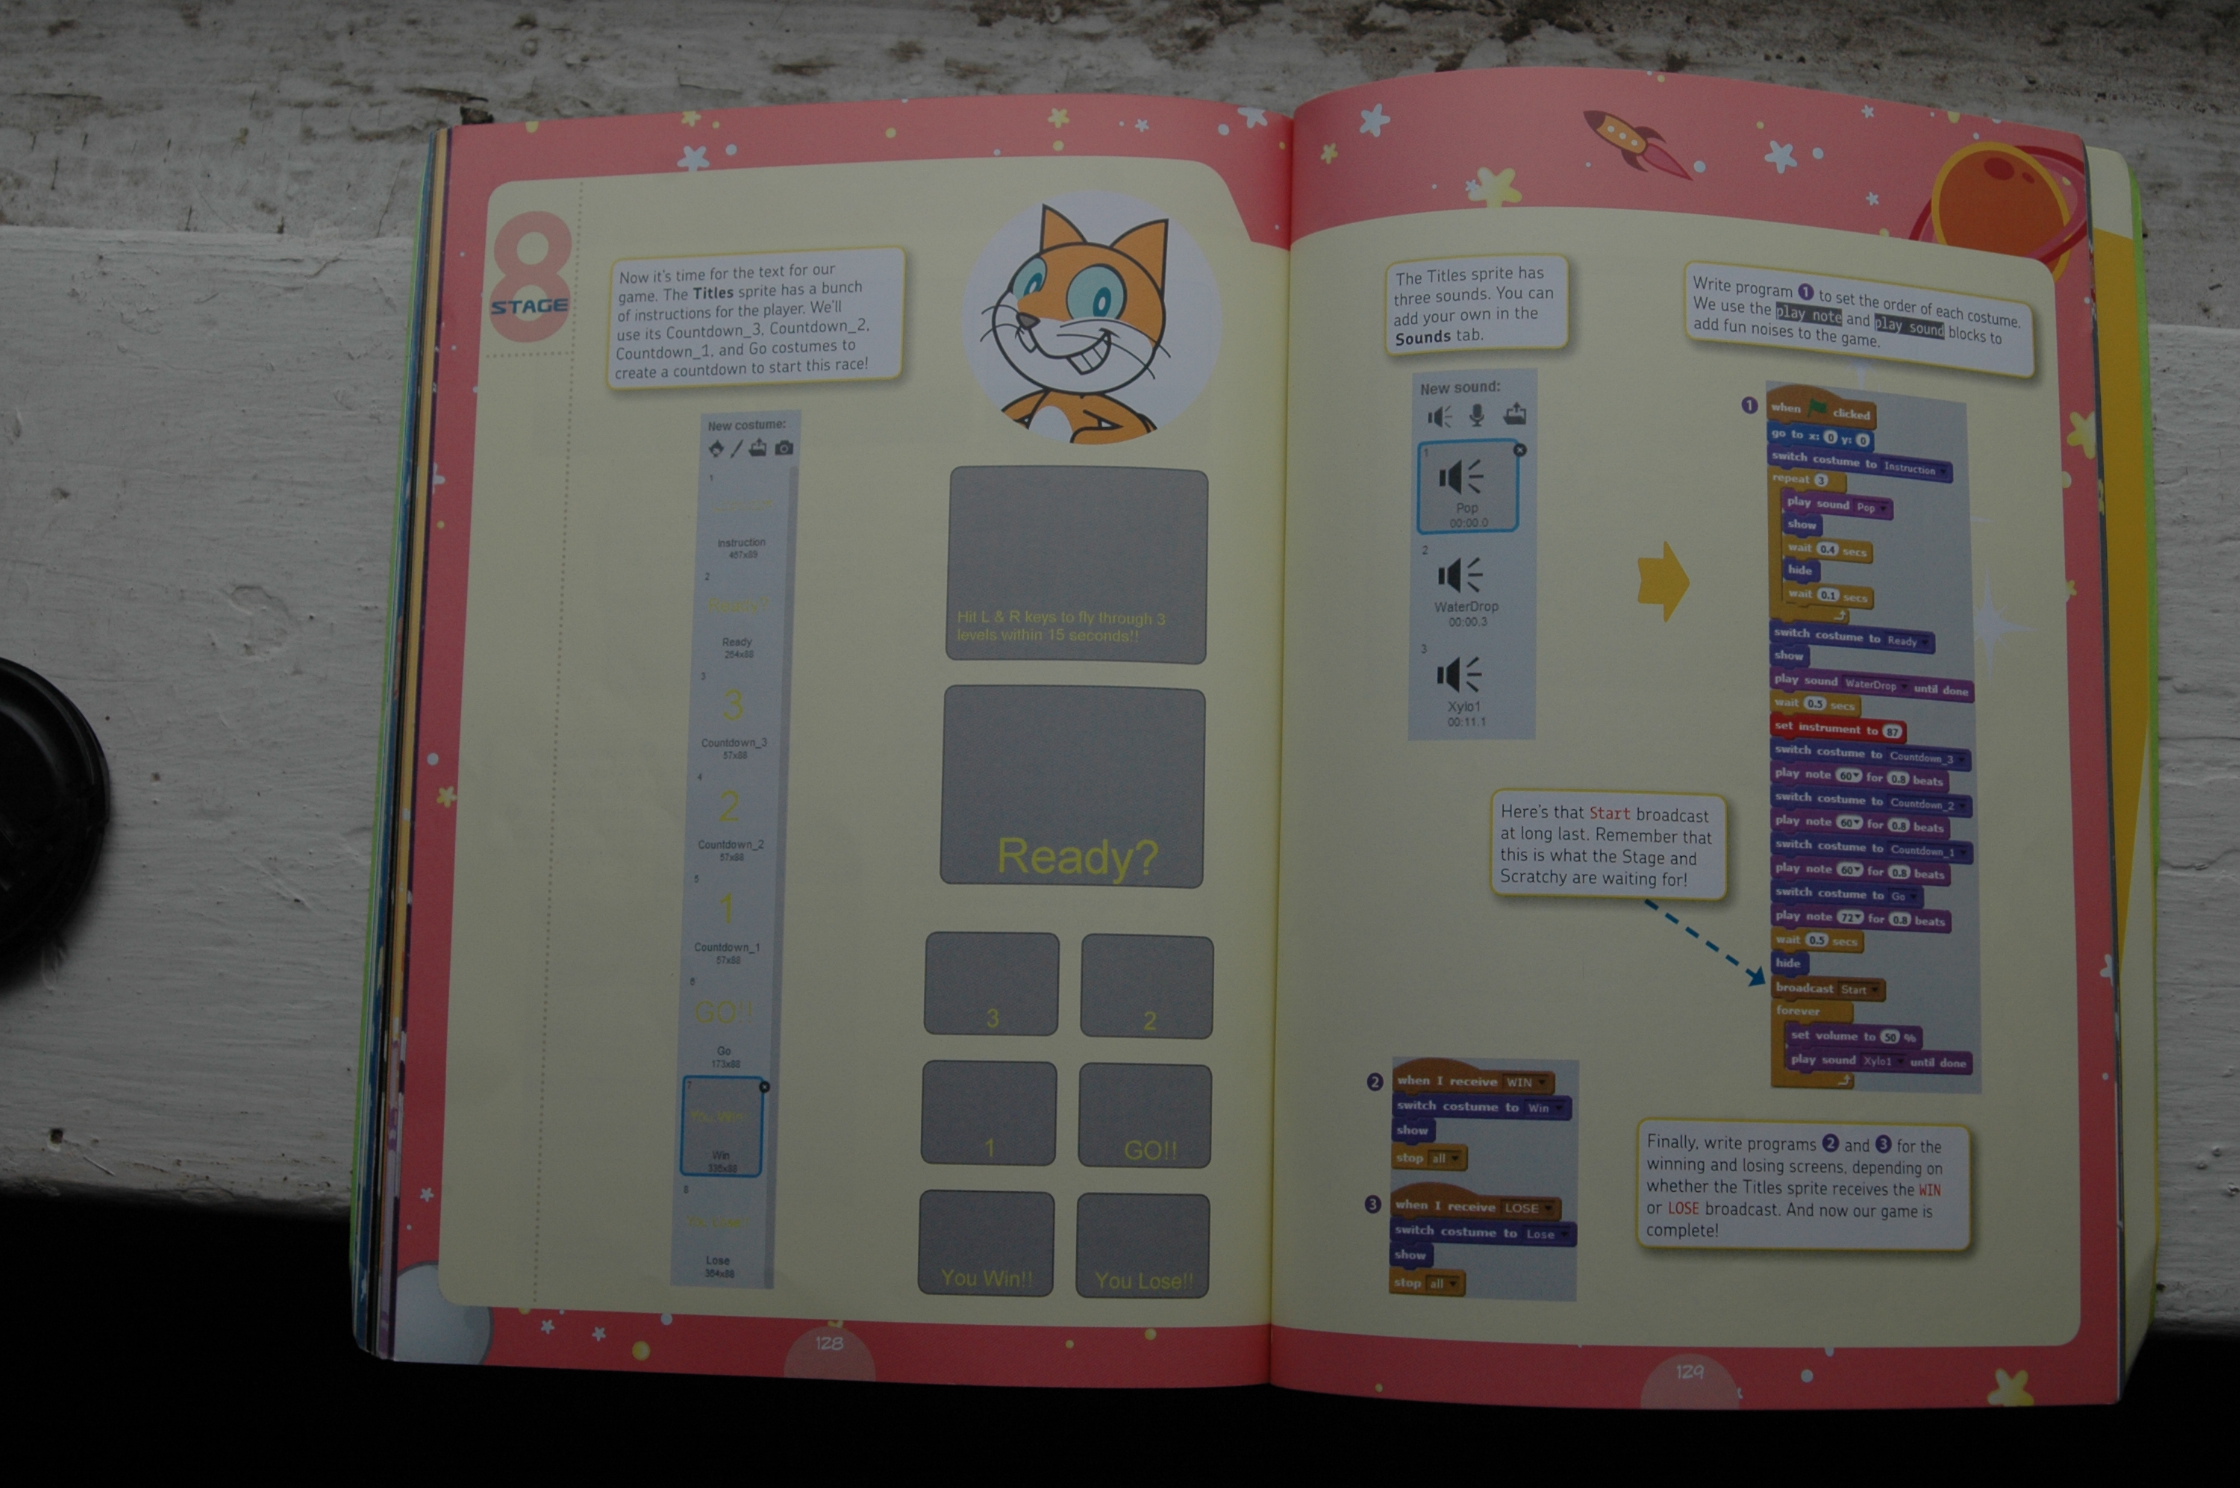 8
STAGE
Now it's time for the text for our
game. The Titles sprite has a bunch
of instructions for the player. We'll
use its Countdown_3, Countdown_2,
Countdown_1, and Go costumes to
create a countdown to start this race!
New costume:
1
Instruction
2
Ready?
Ready
254x88
3
3
Countdown_3
57x88
4
2
Countdown_2
57x88
5
1
Countdown_1
57x88
6
GO!!
Go
173x88
7
You Win!!
Win
335x88
8
Lose
Hit L & R keys to fly through 3
levels within 15 seconds!!
Ready?
3
2
1
GO!!
You Win!!
You Lose!!
128
The Titles sprite has
three sounds. You can
add your own in the
Sounds tab.
New sound:
1
Pop
00:00.0
2
WaterDrop
00:00.3
3
Xylo1
00:11.1
Write program 1 to set the order of each costume.
We use the play note and play sound blocks to
add fun noises to the game.
1
when clicked
go to x: 0 y: 0
switch costume to Instruction
repeat 3
play sound Pop
show
wait 0.4 secs
hide
wait 0.1 secs
switch costume to Ready
show
play sound WaterDrop until done
wait 0.5 secs
set instrument to 87
switch costume to Countdown_3
play note 60 for 0.8 beats
switch costume to Countdown_2
play note 60 for 0.8 beats
switch costume to Countdown_1
play note 60 for 0.8 beats
switch costume to Go
play note 72 for 0.8 beats
wait 0.5 secs
hide
broadcast Start
forever
set volume to 50 %
play sound Xylo1 until done
Here's that Start broadcast
at long last. Remember that
this is what the Stage and
Scratchy are waiting for!
2
when I receive WIN
switch costume to Win
show
stop all
3
when I receive LOSE
switch costume to Lose
show
stop all
Finally, write programs 2 and 3 for the
winning and losing screens, depending on
whether the Titles sprite receives the WIN
or LOSE broadcast. And now our game is
complete!
129